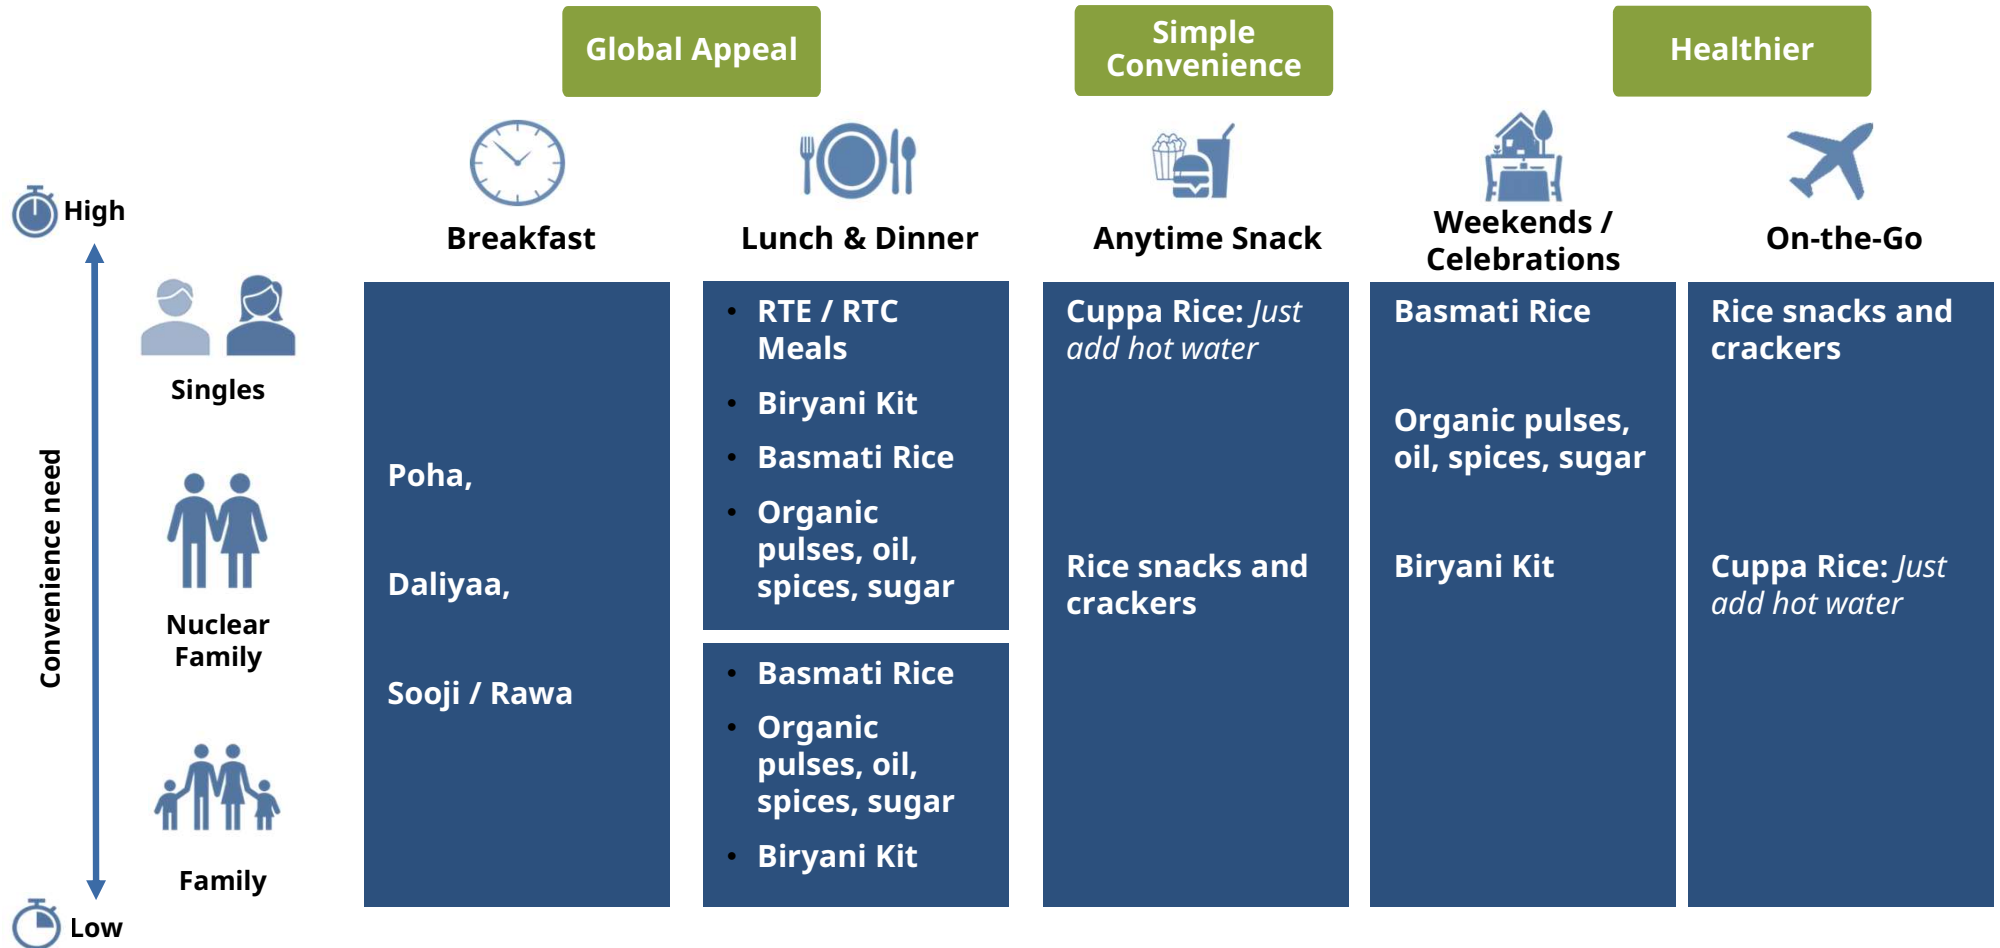 Global Appeal
Simple
Convenience
Healthier
High
Breakfast
Lunch & Dinner
Anytime Snack
Weekends /
Celebrations
On-the-Go
Convenience need
Singles
Nuclear
Family
Family
Low
Poha,
Daliyaa,
Sooji / Rawa
• RTE / RTC
Meals
• Biryani Kit
• Basmati Rice
• Organic
pulses, oil,
spices, sugar
• Basmati Rice
• Organic
pulses, oil,
spices, sugar
• Biryani Kit
Cuppa Rice: Just
add hot water
Rice snacks and
crackers
Basmati Rice
Organic pulses,
oil, spices, sugar
Biryani Kit
Rice snacks and
crackers
Cuppa Rice: Just
add hot water